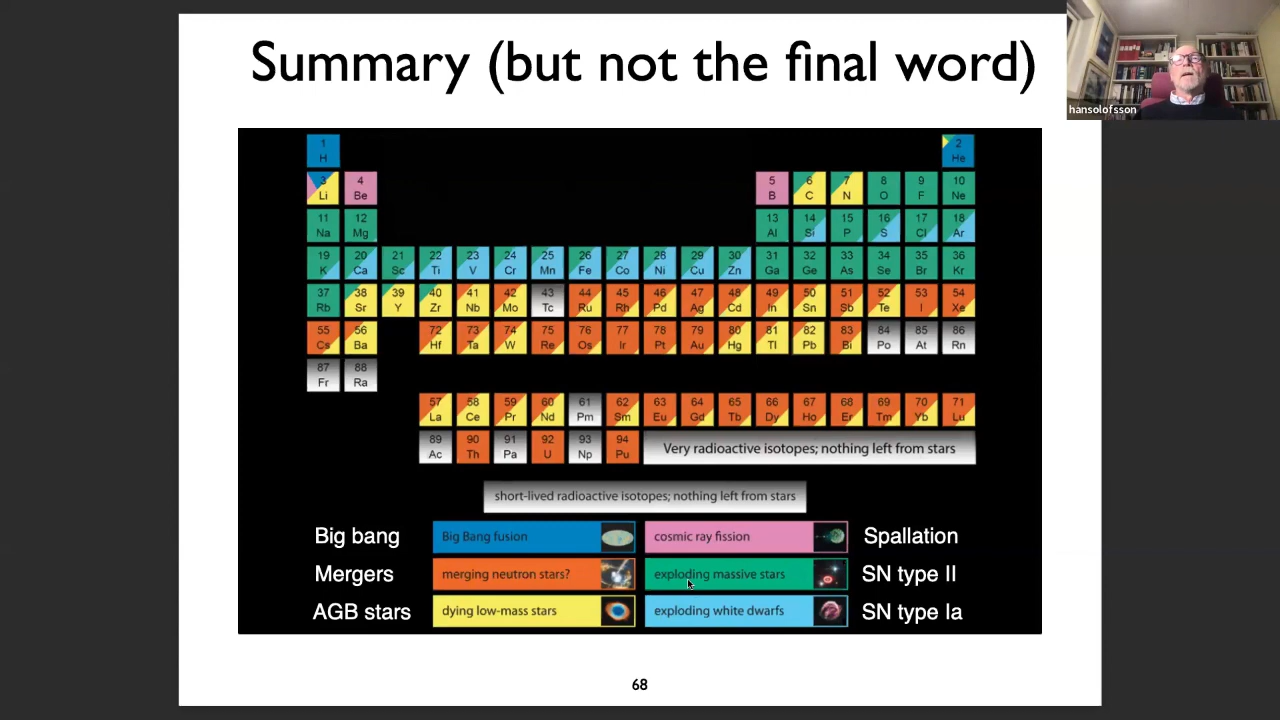 Summary (but not the final word)
hansolofsson
1 2
H He
3 4 5 6 7 8 9 10
Li Be B C N O F Ne
11 12 13 14 15 16 17 18
Na Mg Al Si P S Cl Ar
19 20 21 22 23 24 25 26 27 28 29 30 31 32 33 34 35 36
K Ca Sc Ti V Cr Mn Fe Co Ni Cu Zn Ga Ge As Se Br Kr
37 38 39 40 41 42 43 44 45 46 47 48 49 50 51 52 53 54
Rb Sr Y Zr Nb Mo Tc Ru Rh Pd Ag Cd In Sn Sb Te I Xe
55 56 72 73 74 75 76 77 78 79 80 81 82 83 84 85 86
Cs Ba Hf Ta W Re Os Ir Pt Au Hg Tl Pb Bi Po At Rn
87 88
Fr Ra
57 58 59 60 61 62 63 64 65 66 67 68 69 70 71
La Ce Pr Nd Pm Sm Eu Gd Tb Dy Ho Er Tm Yb Lu
89 90 91 92 93 94
Ac Th Pa U Np Pu
Very radioactive isotopes; nothing left from stars
short-lived radioactive isotopes; nothing left from stars
Big bang Big Bang fusion cosmic ray fission Spallation
Mergers merging neutron stars? exploding massive stars SN type II
AGB stars dying low-mass stars exploding white dwarfs SN type Ia
68